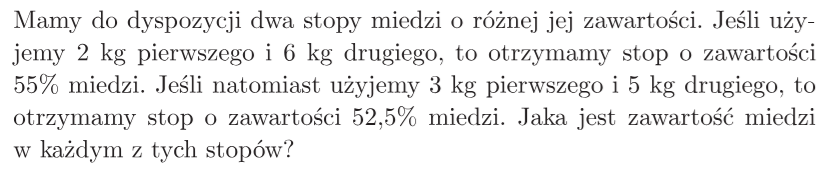 Mamy do dyspozycji dwa stopy miedzi o różnej jej zawartości. Jeśli uży-
jemy 2 kg pierwszego i 6 kg drugiego, to otrzymamy stop o zawartości
55% miedzi. Jeśli natomiast użyjemy 3 kg pierwszego i 5 kg drugiego, to
otrzymamy stop o zawartości 52,5% miedzi. Jaka jest zawartość miedzi
w każdym z tych stopów?